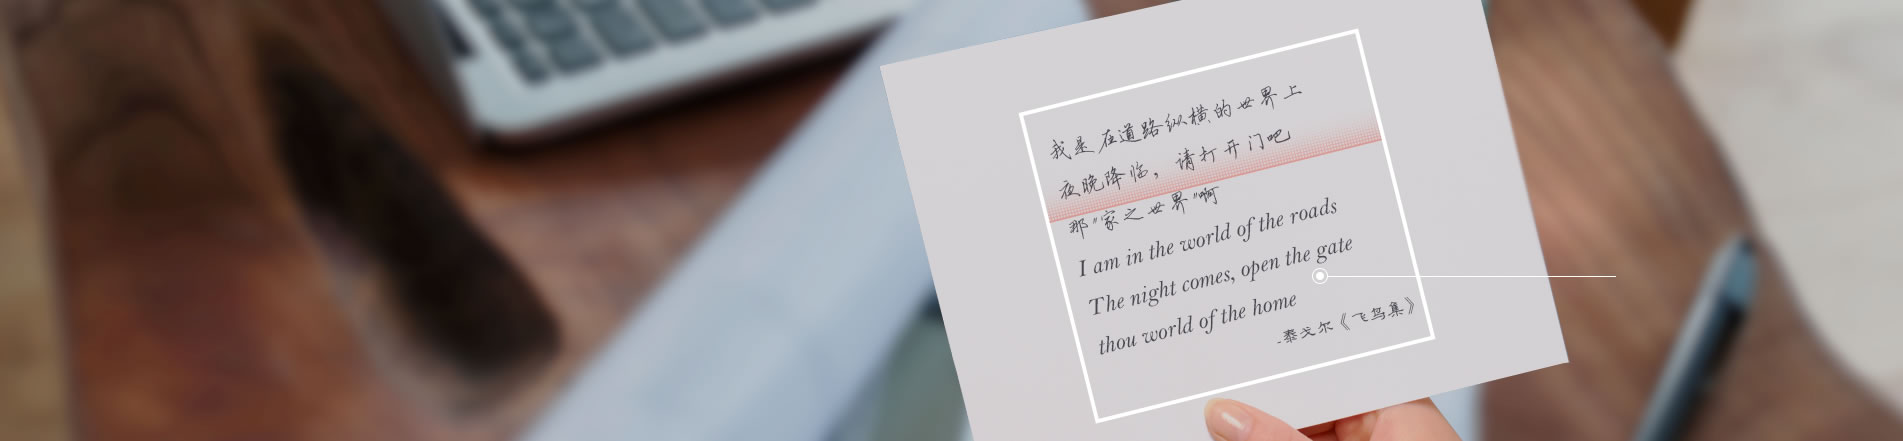 我是在道路纵横的世界上
夜晚降临，请打开门吧
那"家之世界"啊
I am in the world of the roads
The night comes, open the gate
thou world of the home
-泰戈尔《飞鸟集》